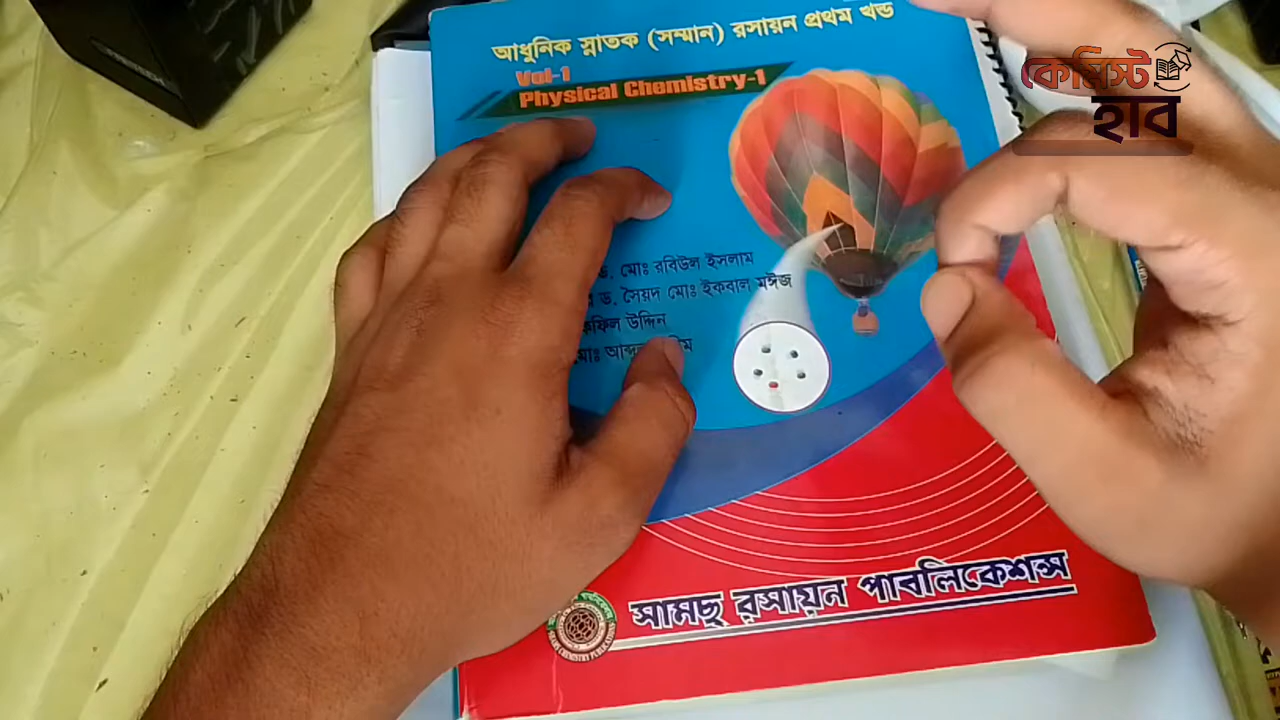 আধুনিক স্নাতক (সম্মান) রসায়ন প্রথম খন্ড
Vol-1
Physical Chemistry-1
কেমিস্ট
হাব
ড. মোঃ রবিউল ইসলাম
ড. সৈয়দ মোঃ ইকবাল মঈজ
উদ্দিন
মোঃ
সামছু রসায়ন পাবলিকেশন্স